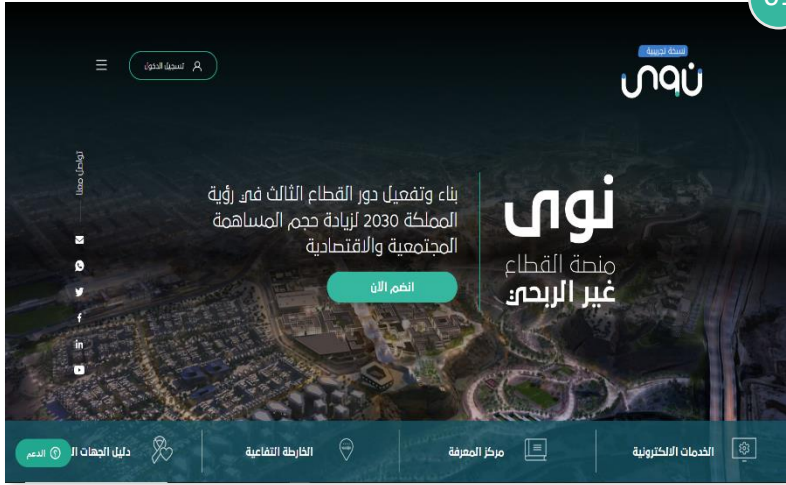 نسخة تجريبية
نوى
تسجيل الدخول
تواصل معنا
نوى
منصة القطاع
غير الربحي
بناء وتفعيل دور القطاع الثالث في رؤية
المملكة 2030 لزيادة حجم المساهمة
المجتمعية والاقتصادية
انضم الآن
الخدمات الالكترونية
مركز المعرفة
الخارطة التفاعية
دليل الجهات
الدعم